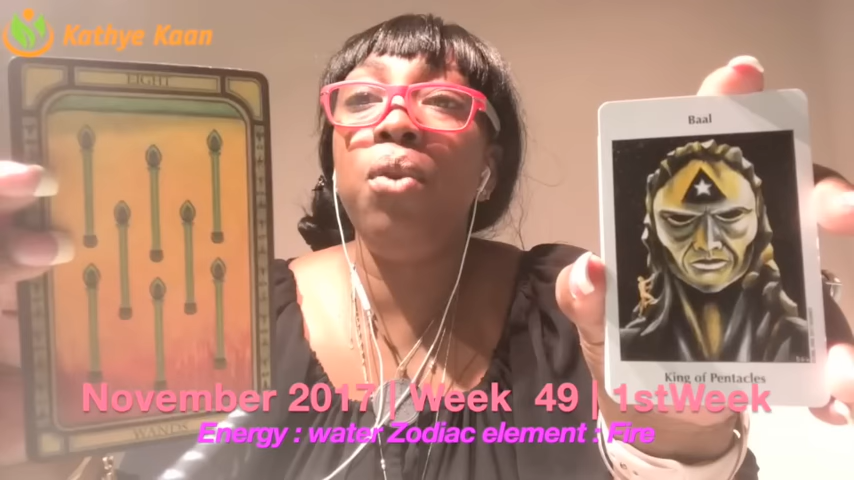 Kathye Kaan
EIGHT
Baal
King of Pentacles
WANDS
November 2017 | Week 49 | 1stWeek
Energy : water Zodiac element : Fire